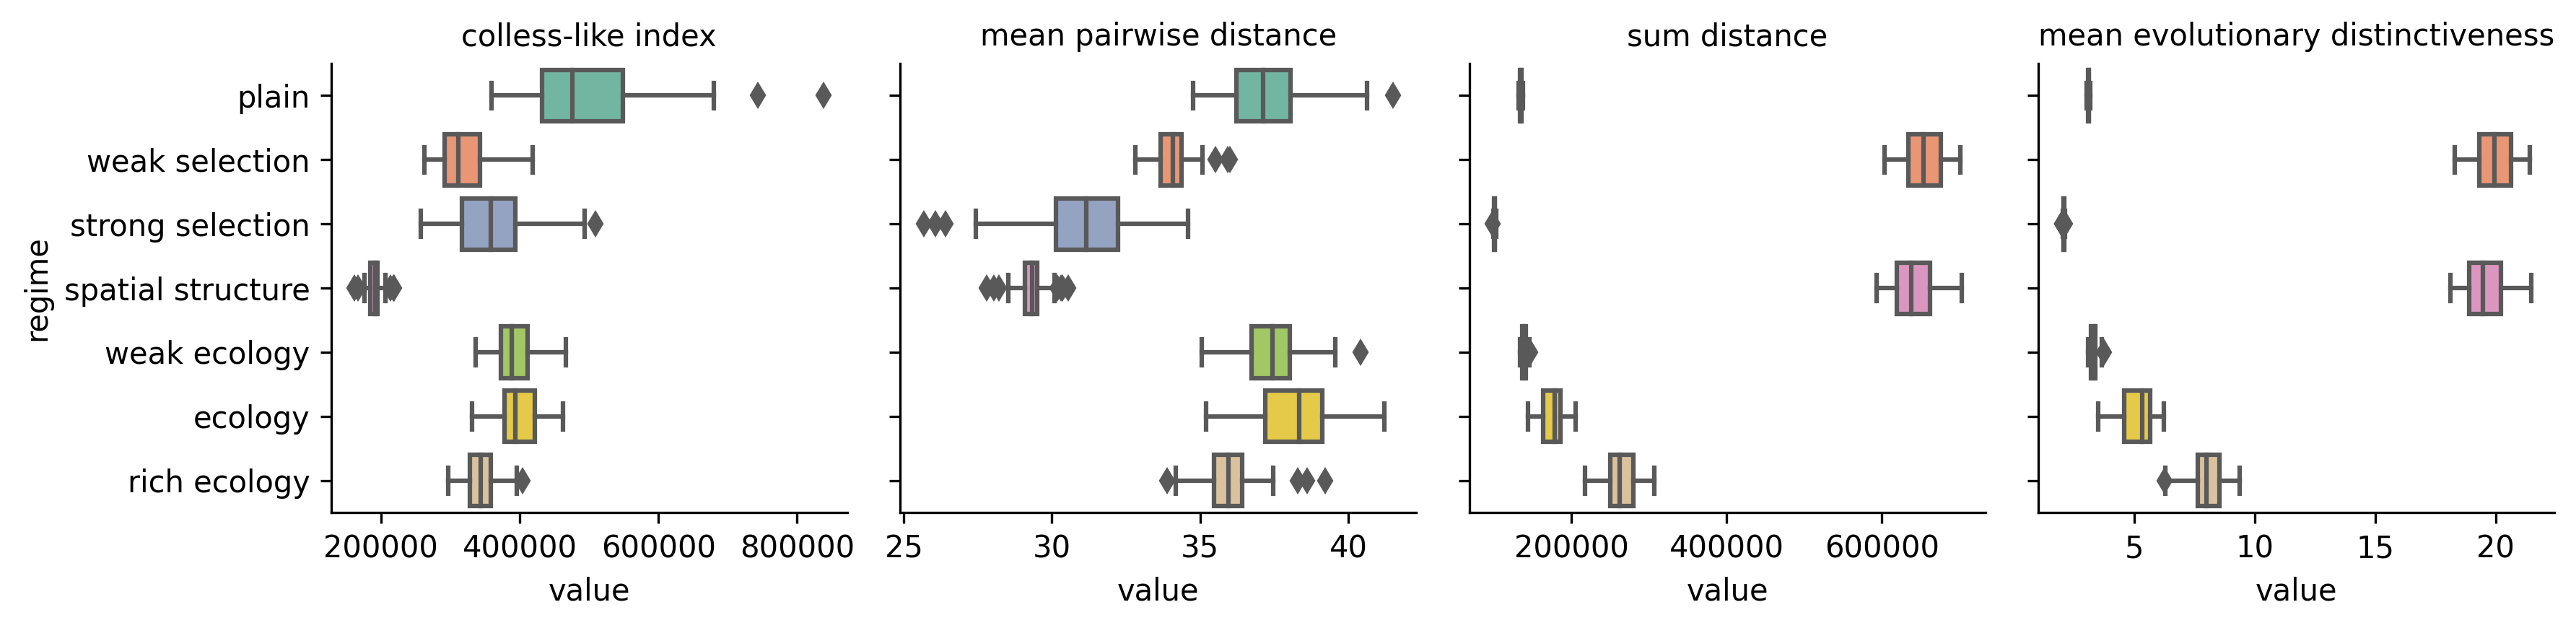 colless-like index
mean pairwise distance
sum distance
mean evolutionary distinctiveness
regime
plain
weak selection
strong selection
spatial structure
weak ecology
ecology
rich ecology
200000 400000 600000 800000
value
25 30 35 40
value
200000 400000 600000
value
5 10 15 20
value